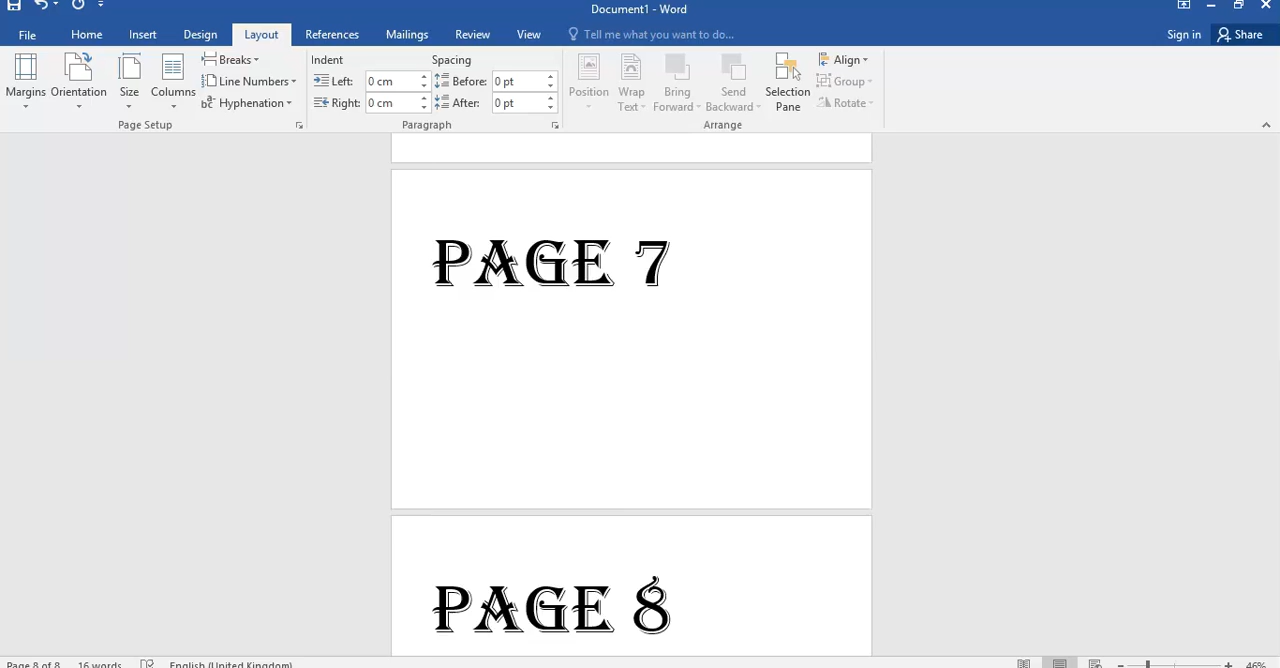 Document1 - Word
File Home Insert Design Layout References Mailings Review View Tell me what you want to do... Sign in Share
Margins Orientation Size Columns Breaks Line Numbers Hyphenation
Page Setup
Indent Spacing
Left: 0 cm Before: 0 pt
Right: 0 cm After: 0 pt
Paragraph
Position Wrap Text Bring Forward Send Backward Selection Pane Align Group Rotate
Arrange
PAGE 7
PAGE 8
Page 8 of 8 16 words English (United Kingdom) 46%